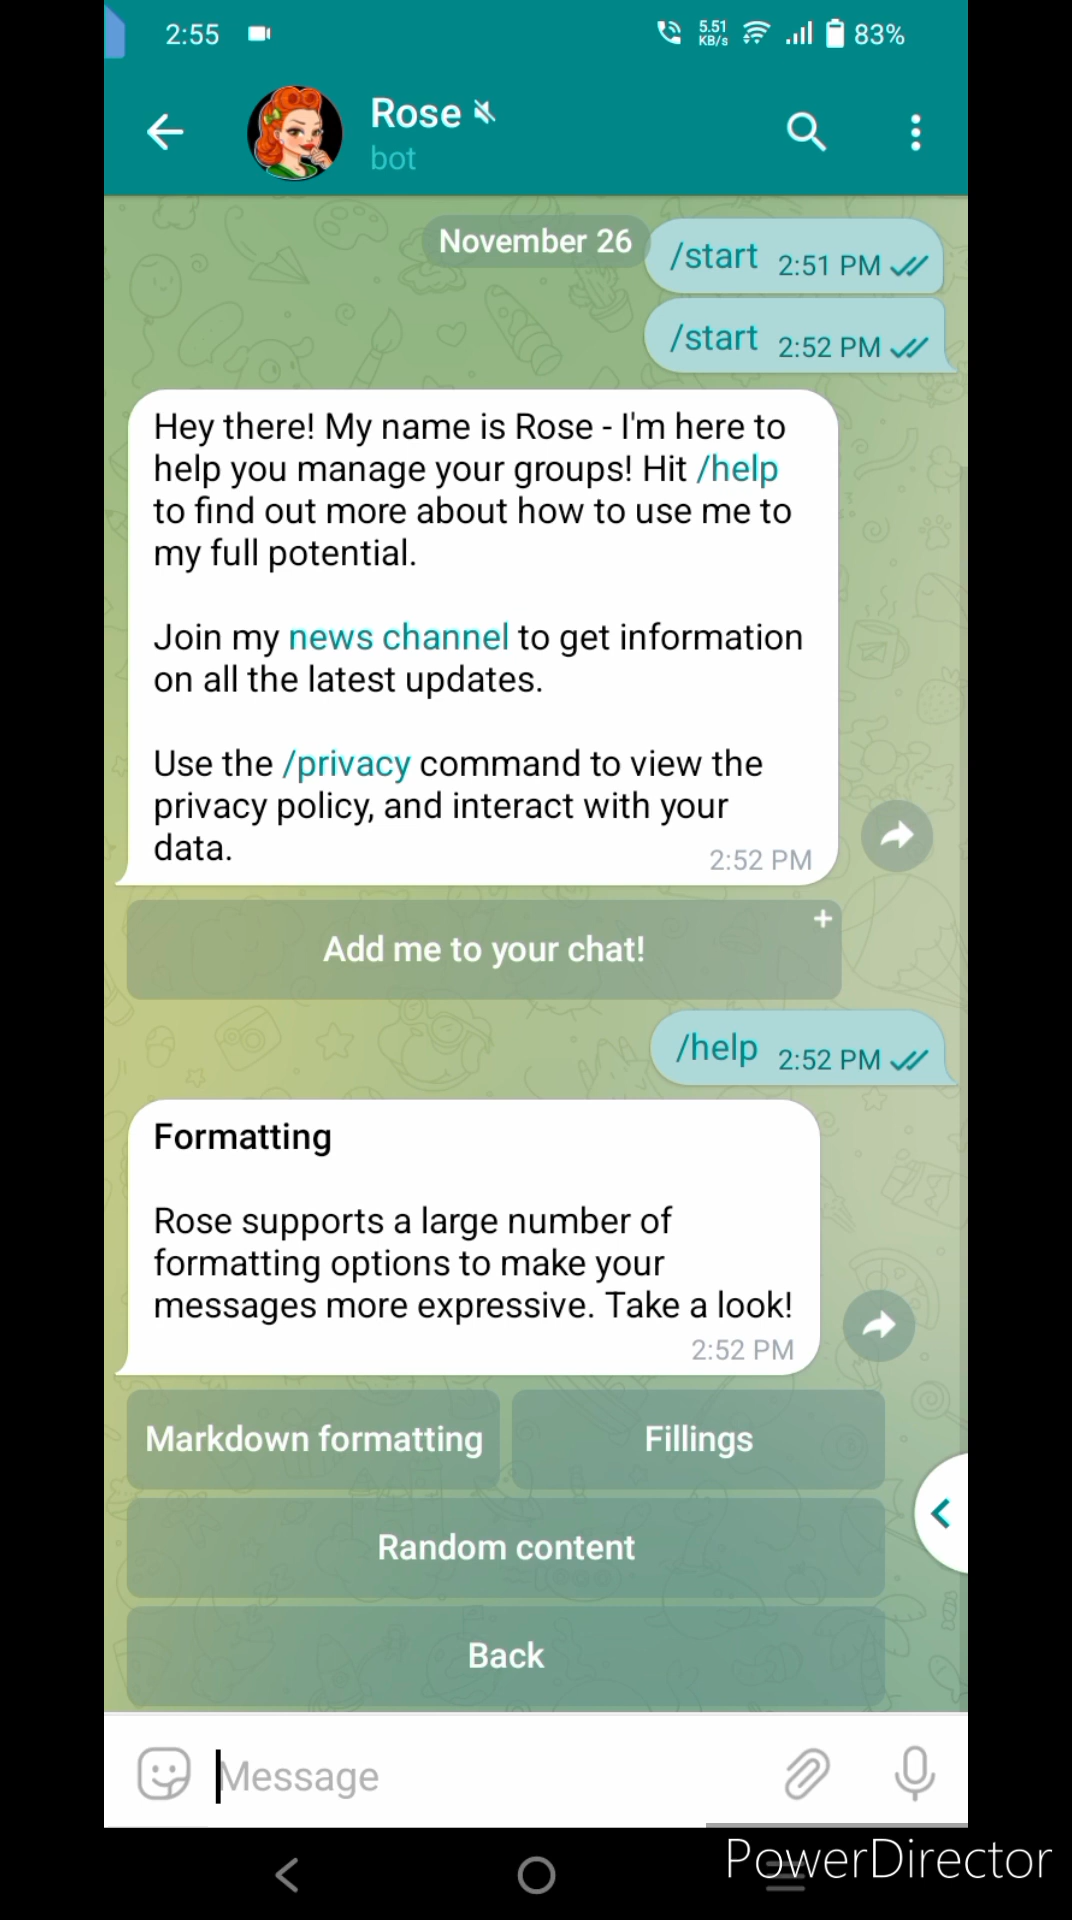 2:55
5.51
KB/s
83%
Rose
bot
November 26
/start 2:51 PM
/start 2:52 PM
Hey there! My name is Rose - I'm here to
help you manage your groups! Hit /help
to find out more about how to use me to
my full potential.
Join my news channel to get information
on all the latest updates.
Use the /privacy command to view the
privacy policy, and interact with your
data.
2:52 PM
Add me to your chat!
/help 2:52 PM
Formatting
Rose supports a large number of
formatting options to make your
messages more expressive. Take a look!
2:52 PM
Markdown formatting
Fillings
Random content
Back
Message
PowerDirector